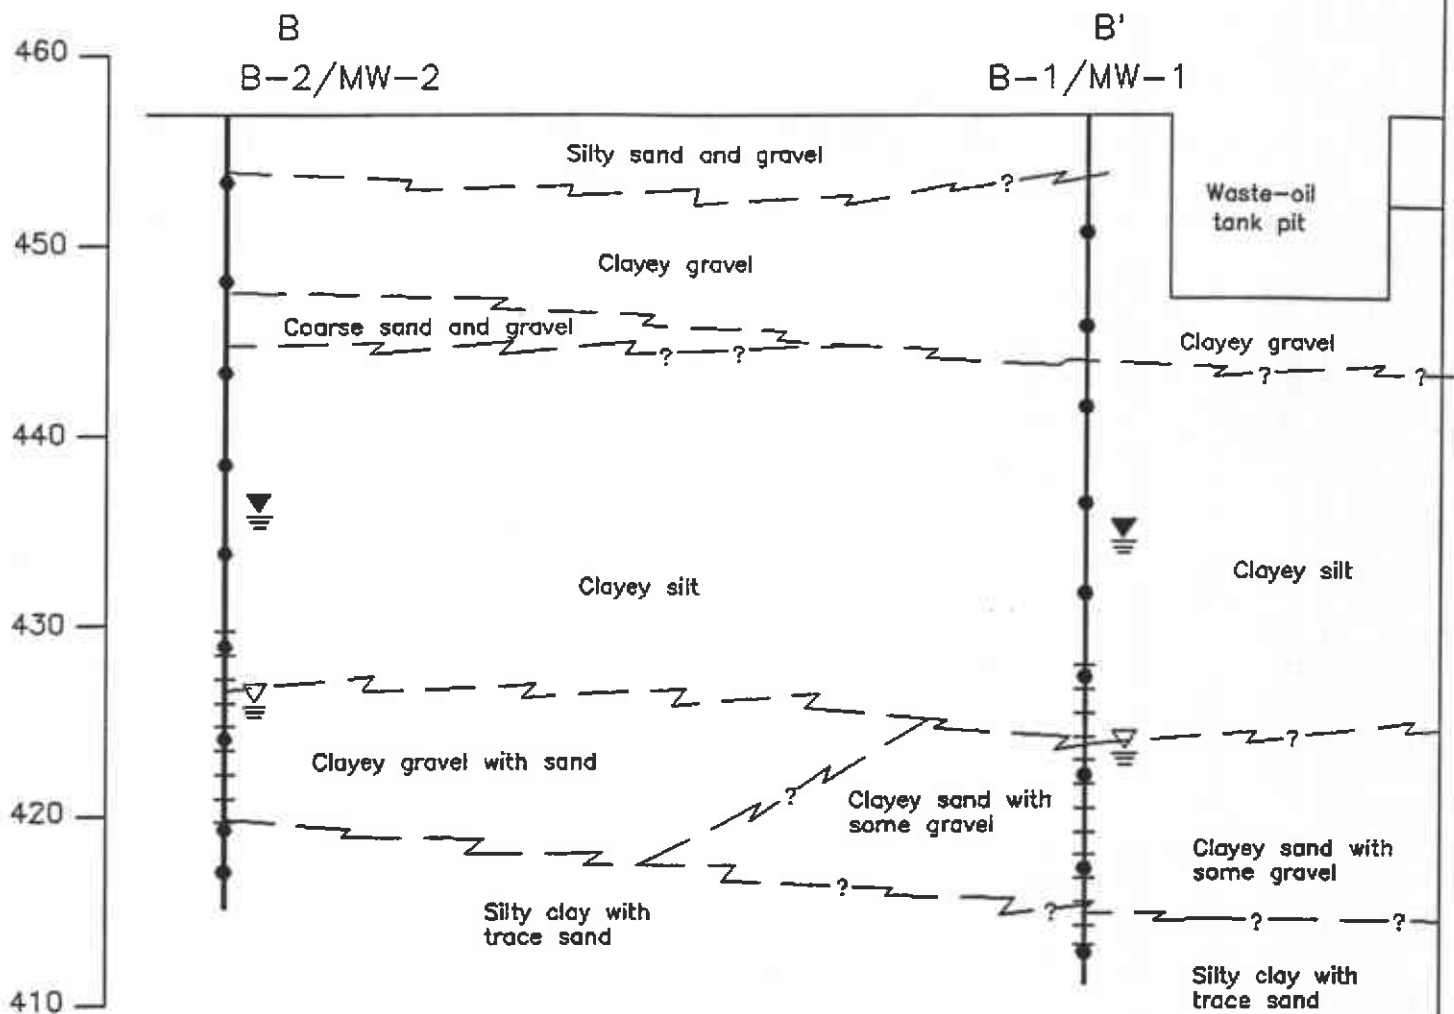 B
B'
460
B-2/MW-2
B-1/MW-1
Silty sand and gravel
?
Waste-oil
tank pit
450
Clayey gravel
Coarse sand and gravel
? ?
Clayey gravel
? ?
440
Clayey silt
Clayey silt
430
?
Clayey gravel with sand
?
Clayey sand with
some gravel
420
Clayey sand with
some gravel
?
?
? ?
Silty clay with
trace sand
Silty clay with
trace sand
410